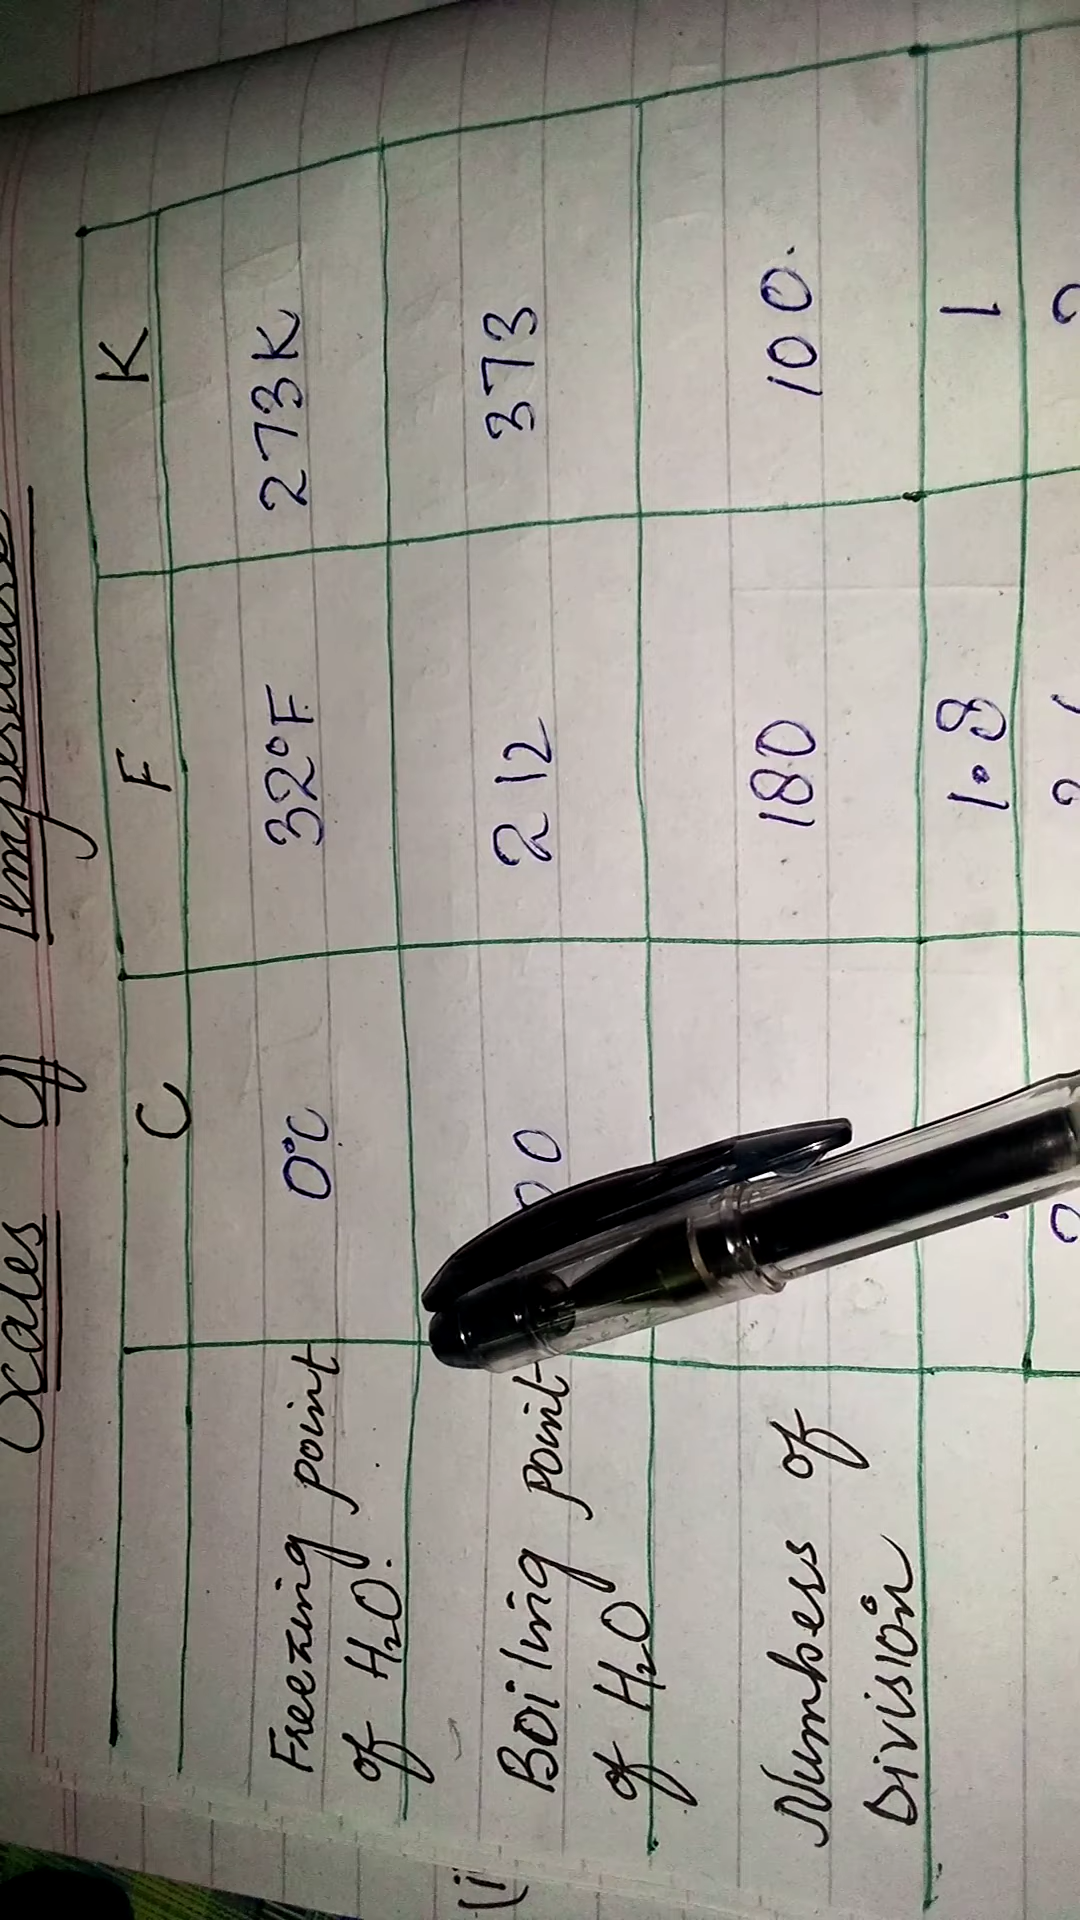 Scales of Temperature
C F K
Freezing point
of H₂O. 0°C 32°F 273K
Boiling point
of H₂O 212 373
Numbers of
Division 180 100.
1.8 1
(i